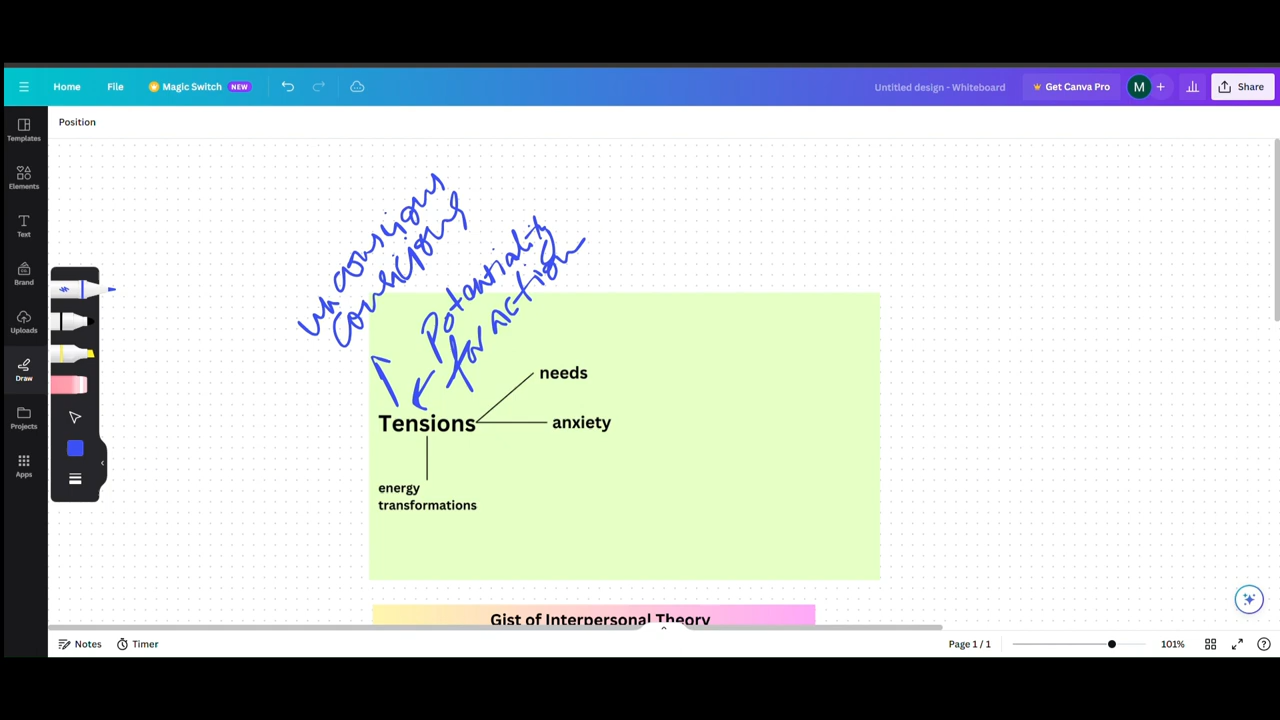 Home
File
Magic Switch
NEW
Untitled design - Whiteboard
Get Canva Pro
M
Share
Position
Templates
Elements
Text
Brand
Uploads
Draw
Projects
Apps
unconscious
conscious
Potentiality
for Action
needs
Tensions
anxiety
energy
transformations
Gist of Interpersonal Theory
Notes
Timer
Page 1 / 1
101%